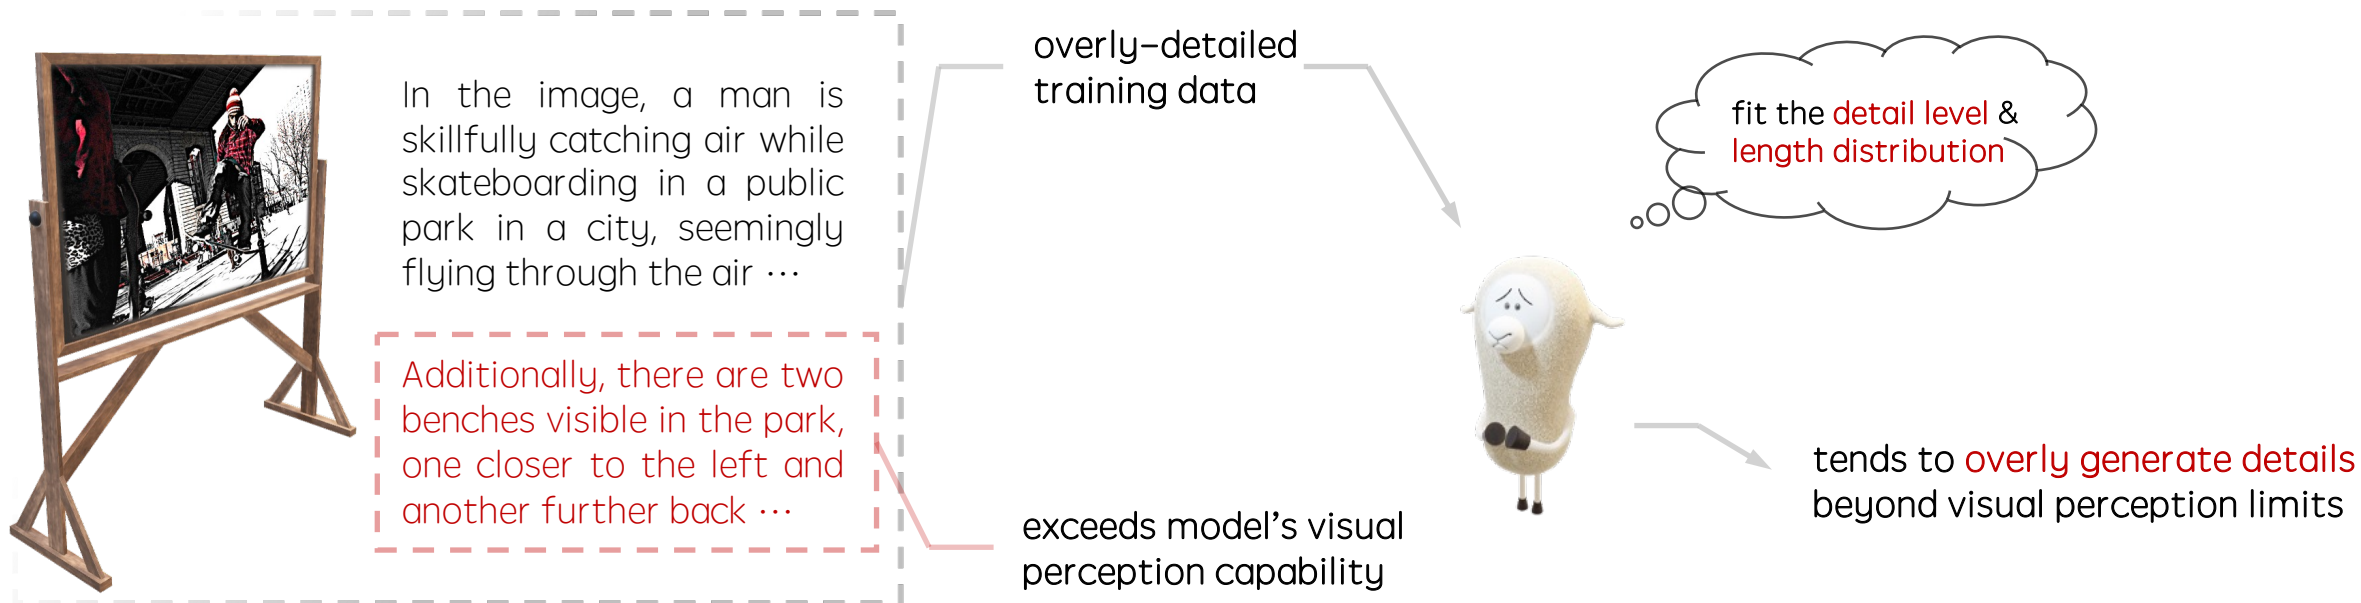 In the image, a man is
skillfully catching air while
skateboarding in a public
park in a city, seemingly
flying through the air ···
Additionally, there are two
benches visible in the park,
one closer to the left and
another further back ···
overly-detailed
training data
exceeds model's visual
perception capability
fit the detail level &
length distribution
tends to overly generate details
beyond visual perception limits